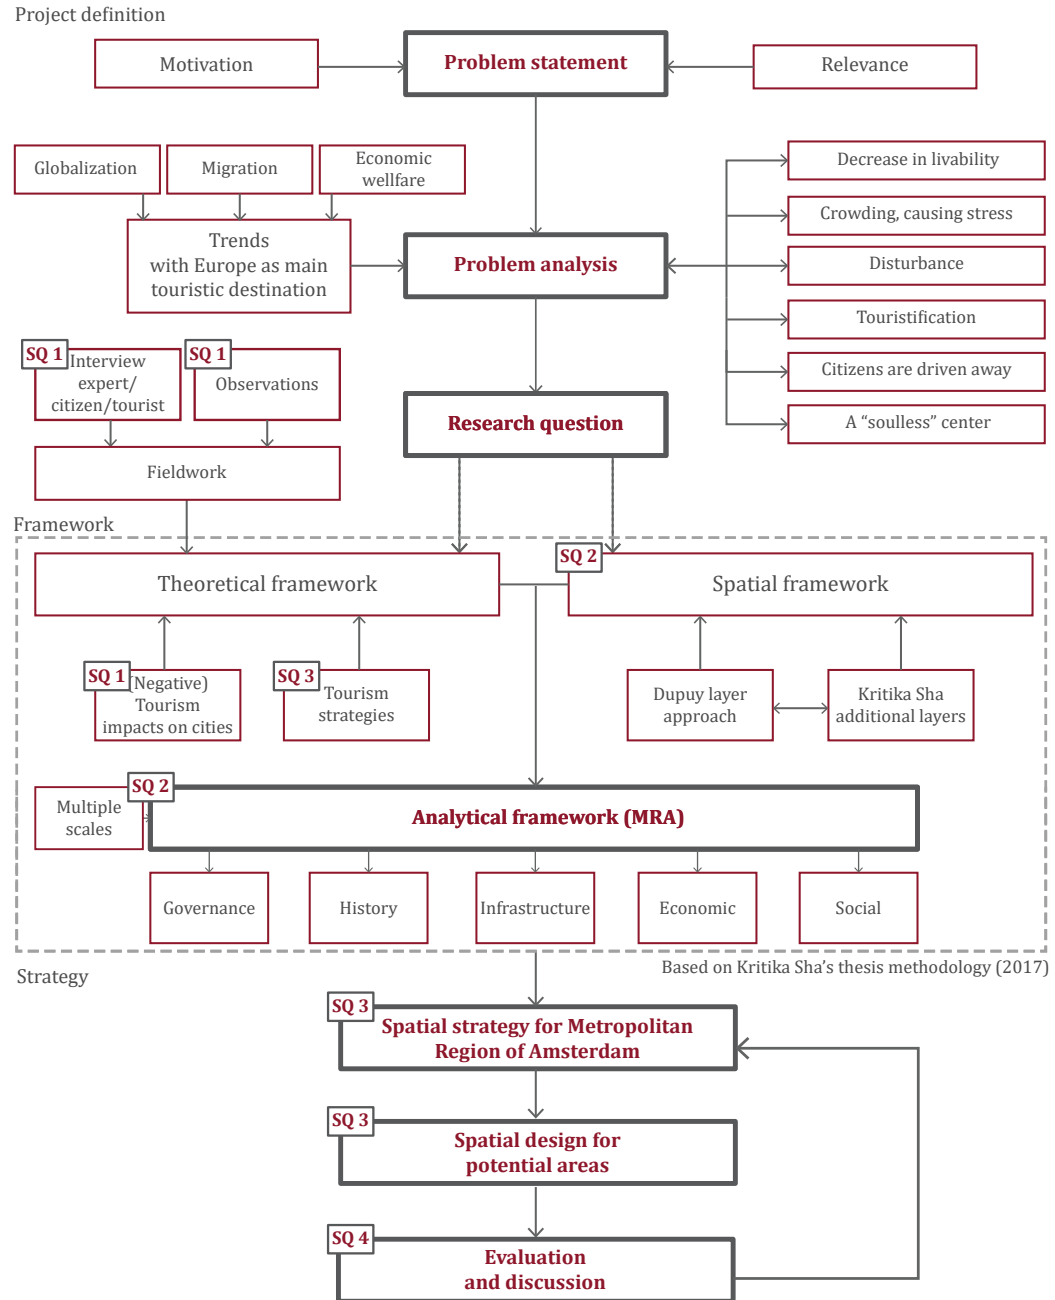 Project definition
Motivation
Problem statement
Relevance
Globalization
Migration
Economic
wellfare
Trends
with Europe as main
touristic destination
Problem analysis
Decrease in livability
Crowding, causing stress
Disturbance
Touristification
Citizens are driven away
A “soulless” center
SQ 1
Interview
expert/
citizen/tourist
SQ 1
Observations
Fieldwork
Research question
Framework
Theoretical framework
SQ 2
Spatial framework
SQ 1
(Negative)
Tourism
impacts on cities
SQ 3
Tourism
strategies
Dupuy layer
approach
Kritika Sha
additional layers
SQ 2
Multiple
scales
Analytical framework (MRA)
Governance
History
Infrastructure
Economic
Social
Based on Kritika Sha’s thesis methodology (2017)
Strategy
SQ 3
Spatial strategy for Metropolitan
Region of Amsterdam
SQ 3
Spatial design for
potential areas
SQ 4
Evaluation
and discussion